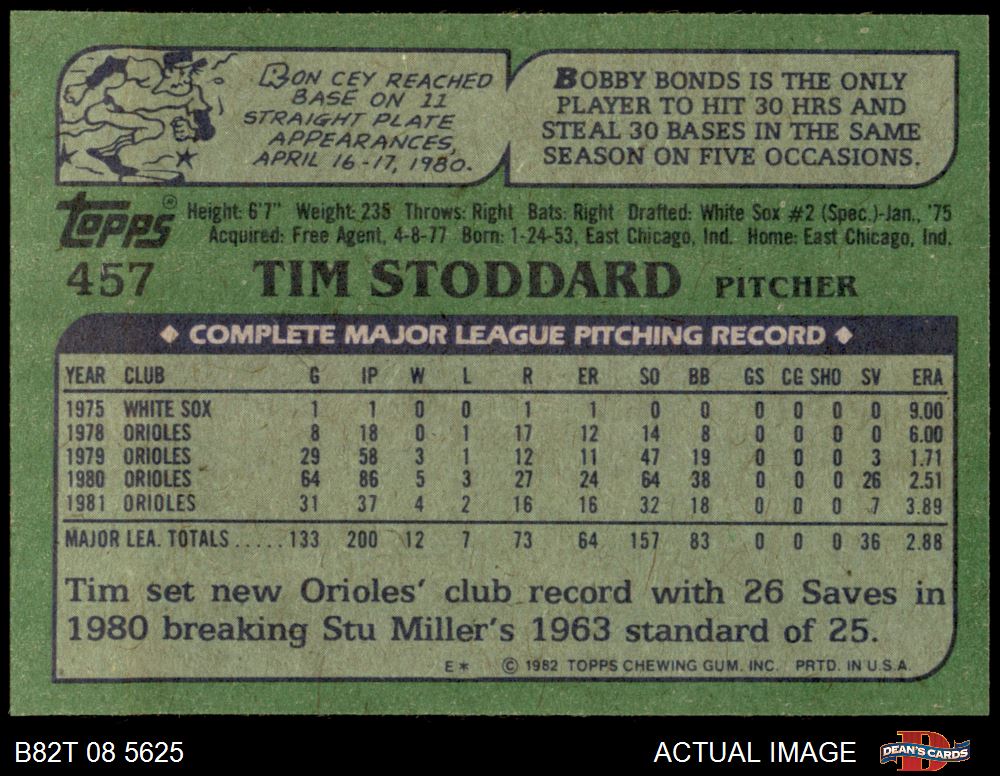 RON CEY REACHED
BASE ON 11
STRAIGHT PLATE
APPEARANCES,
APRIL 16-17, 1980.
BOBBY BONDS IS THE ONLY
PLAYER TO HIT 30 HRS AND
STEAL 30 BASES IN THE SAME
SEASON ON FIVE OCCASIONS.
TOPPS®
Height: 6'7" Weight: 235 Throws: Right Bats: Right Drafted: White Sox #2 (Spec.)-Jan., '75
Acquired: Free Agent, 4-8-77 Born: 1-24-53, East Chicago, Ind. Home: East Chicago, Ind.
457 TIM STODDARD PITCHER
◆ COMPLETE MAJOR LEAGUE PITCHING RECORD ◆
YEAR CLUB G IP W L R ER SO BB GS CG SHO SV ERA
1975 WHITE SOX 1 1 0 0 1 1 0 0 0 0 0 0 9.00
1978 ORIOLES 8 18 0 1 17 12 14 8 0 0 0 0 6.00
1979 ORIOLES 29 58 3 1 12 11 47 19 0 0 0 3 1.71
1980 ORIOLES 64 86 5 3 27 24 64 38 0 0 0 26 2.51
1981 ORIOLES 31 37 4 2 16 16 32 18 0 0 0 7 3.89
MAJOR LEA. TOTALS.....133 200 12 7 73 64 157 83 0 0 0 36 2.88
Tim set new Orioles' club record with 26 Saves in
1980 breaking Stu Miller's 1963 standard of 25.
E* © 1982 TOPPS CHEWING GUM, INC. PRTD. IN U.S.A.
B82T 08 5625 ACTUAL IMAGE DEAN'S CARDS